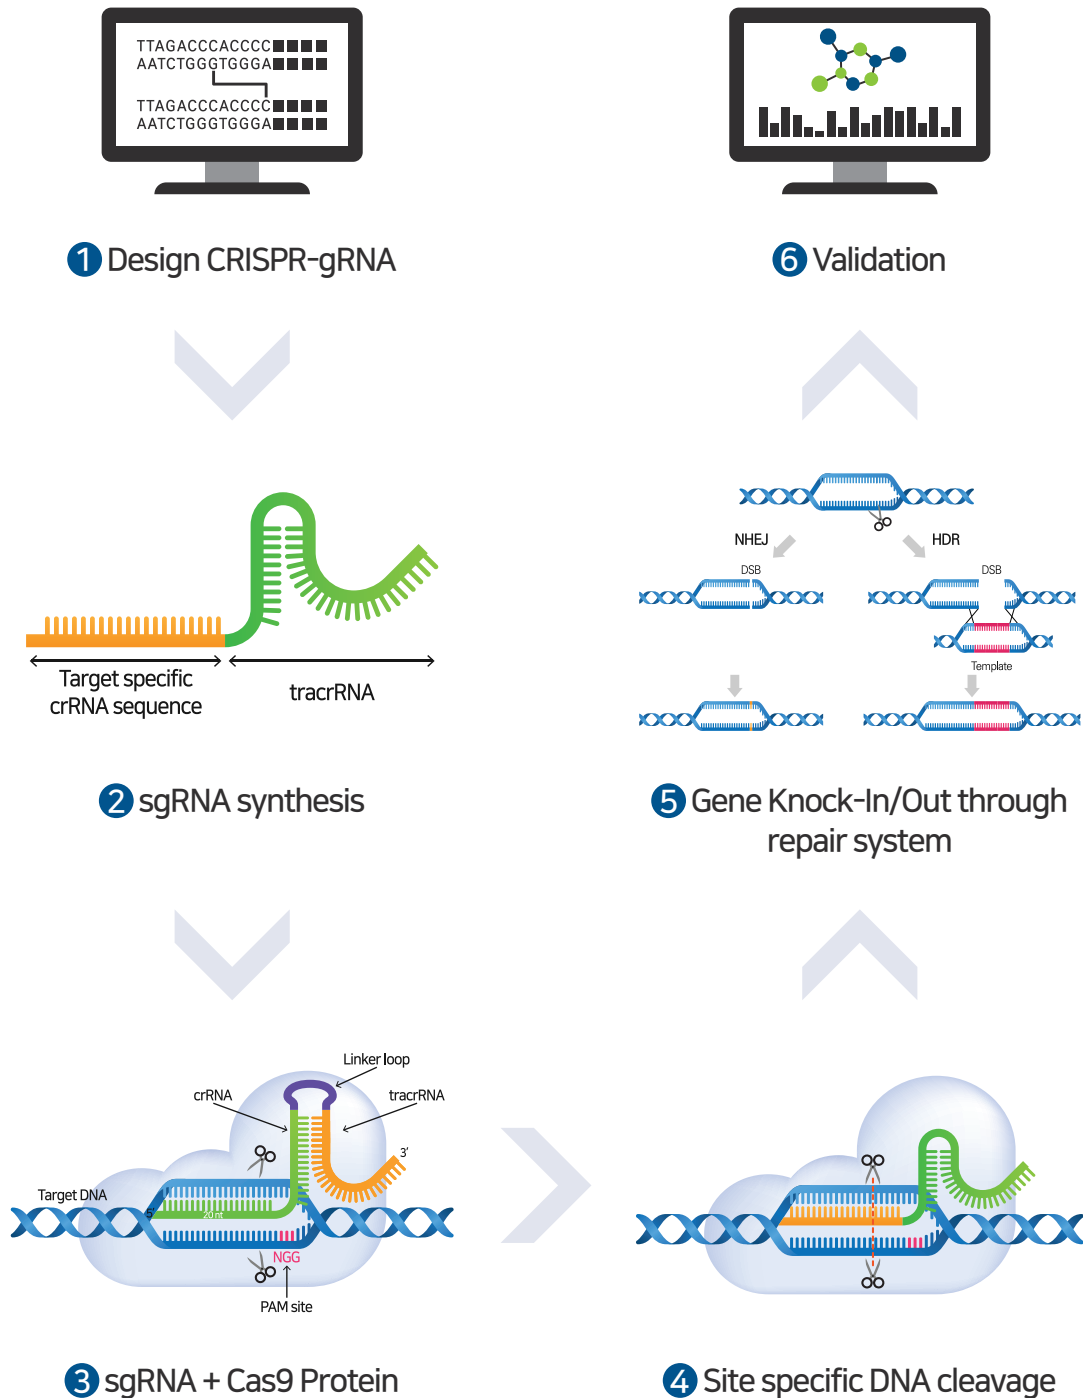 TTAGACCCACCCC
AATCTGGGTGGGA
TTAGACCCACCCC
AATCTGGGTGGGA
1 Design CRISPR-gRNA
Target specific
crRNA sequence
tracrRNA
2 sgRNA synthesis
Linker loop
crRNA
tracrRNA
3'
Target DNA
5'
20 nt
NGG
PAM site
3 sgRNA + Cas9 Protein
4 Site specific DNA cleavage
NHEJ
HDR
DSB
DSB
Template
5 Gene Knock-In/Out through
repair system
6 Validation